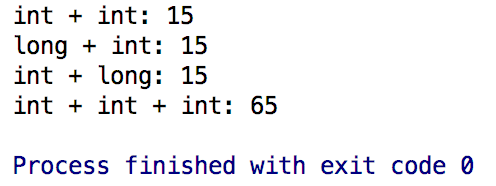 int + int: 15
long + int: 15
int + long: 15
int + int + int: 65
Process finished with exit code 0